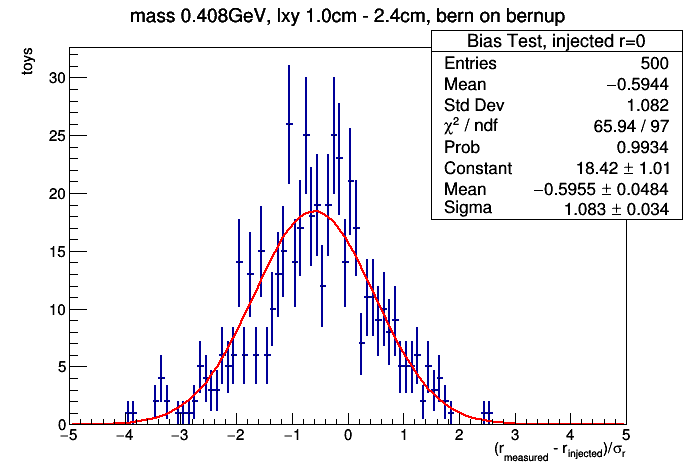 mass 0.408GeV, lxy 1.0cm - 2.4cm, bern on bernup
Bias Test, injected r=0
Entries 500
Mean −0.5944
Std Dev 1.082
χ² / ndf 65.94 / 97
Prob 0.9934
Constant 18.42 ± 1.01
Mean −0.5955 ± 0.0484
Sigma 1.083 ± 0.034
toys
30
25
20
15
10
5
0
−5 −4 −3 −2 −1 0 1 2 3 4 5
(r_measured - r_injected)/σ_r